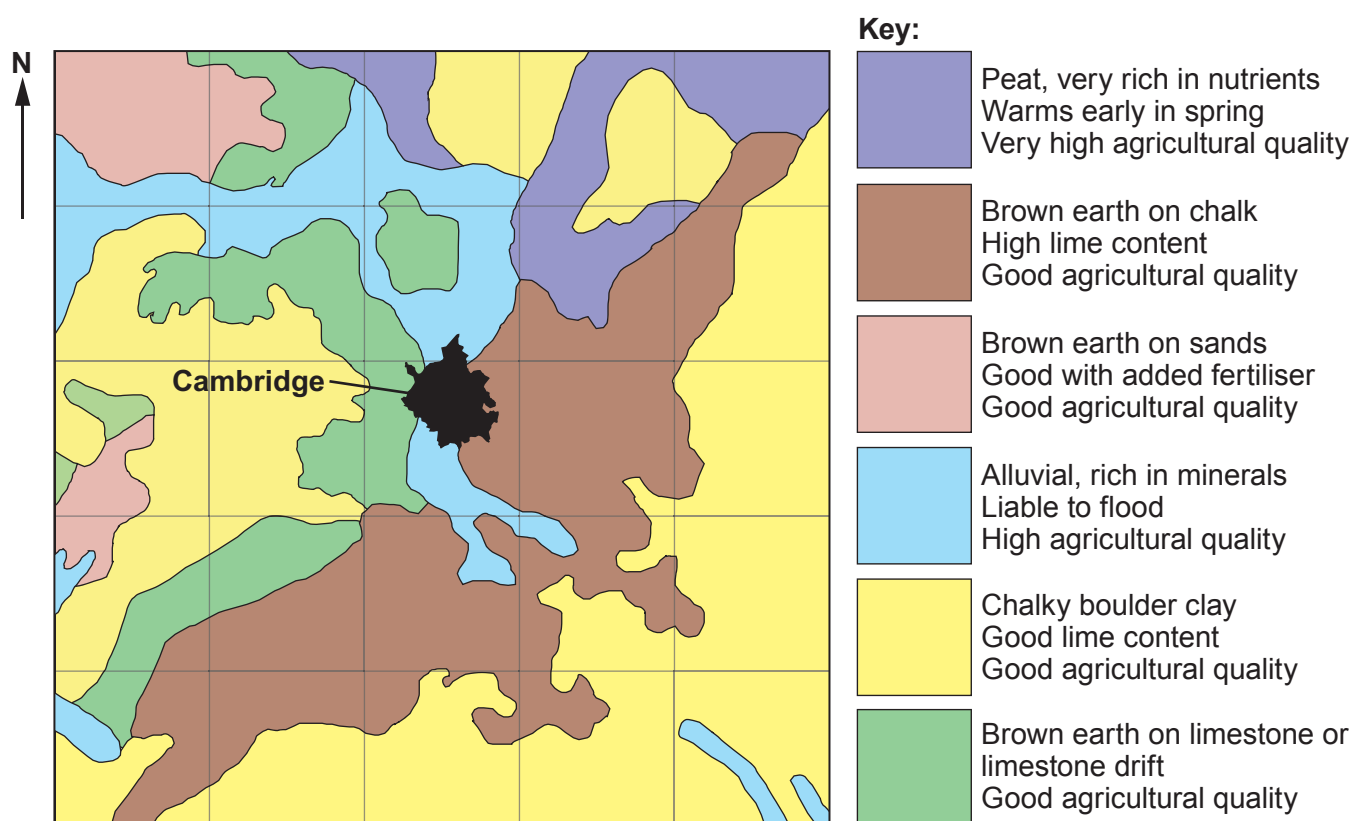 N
Cambridge
Key:
Peat, very rich in nutrients
Warms early in spring
Very high agricultural quality
Brown earth on chalk
High lime content
Good agricultural quality
Brown earth on sands
Good with added fertiliser
Good agricultural quality
Alluvial, rich in minerals
Liable to flood
High agricultural quality
Chalky boulder clay
Good lime content
Good agricultural quality
Brown earth on limestone or
limestone drift
Good agricultural quality